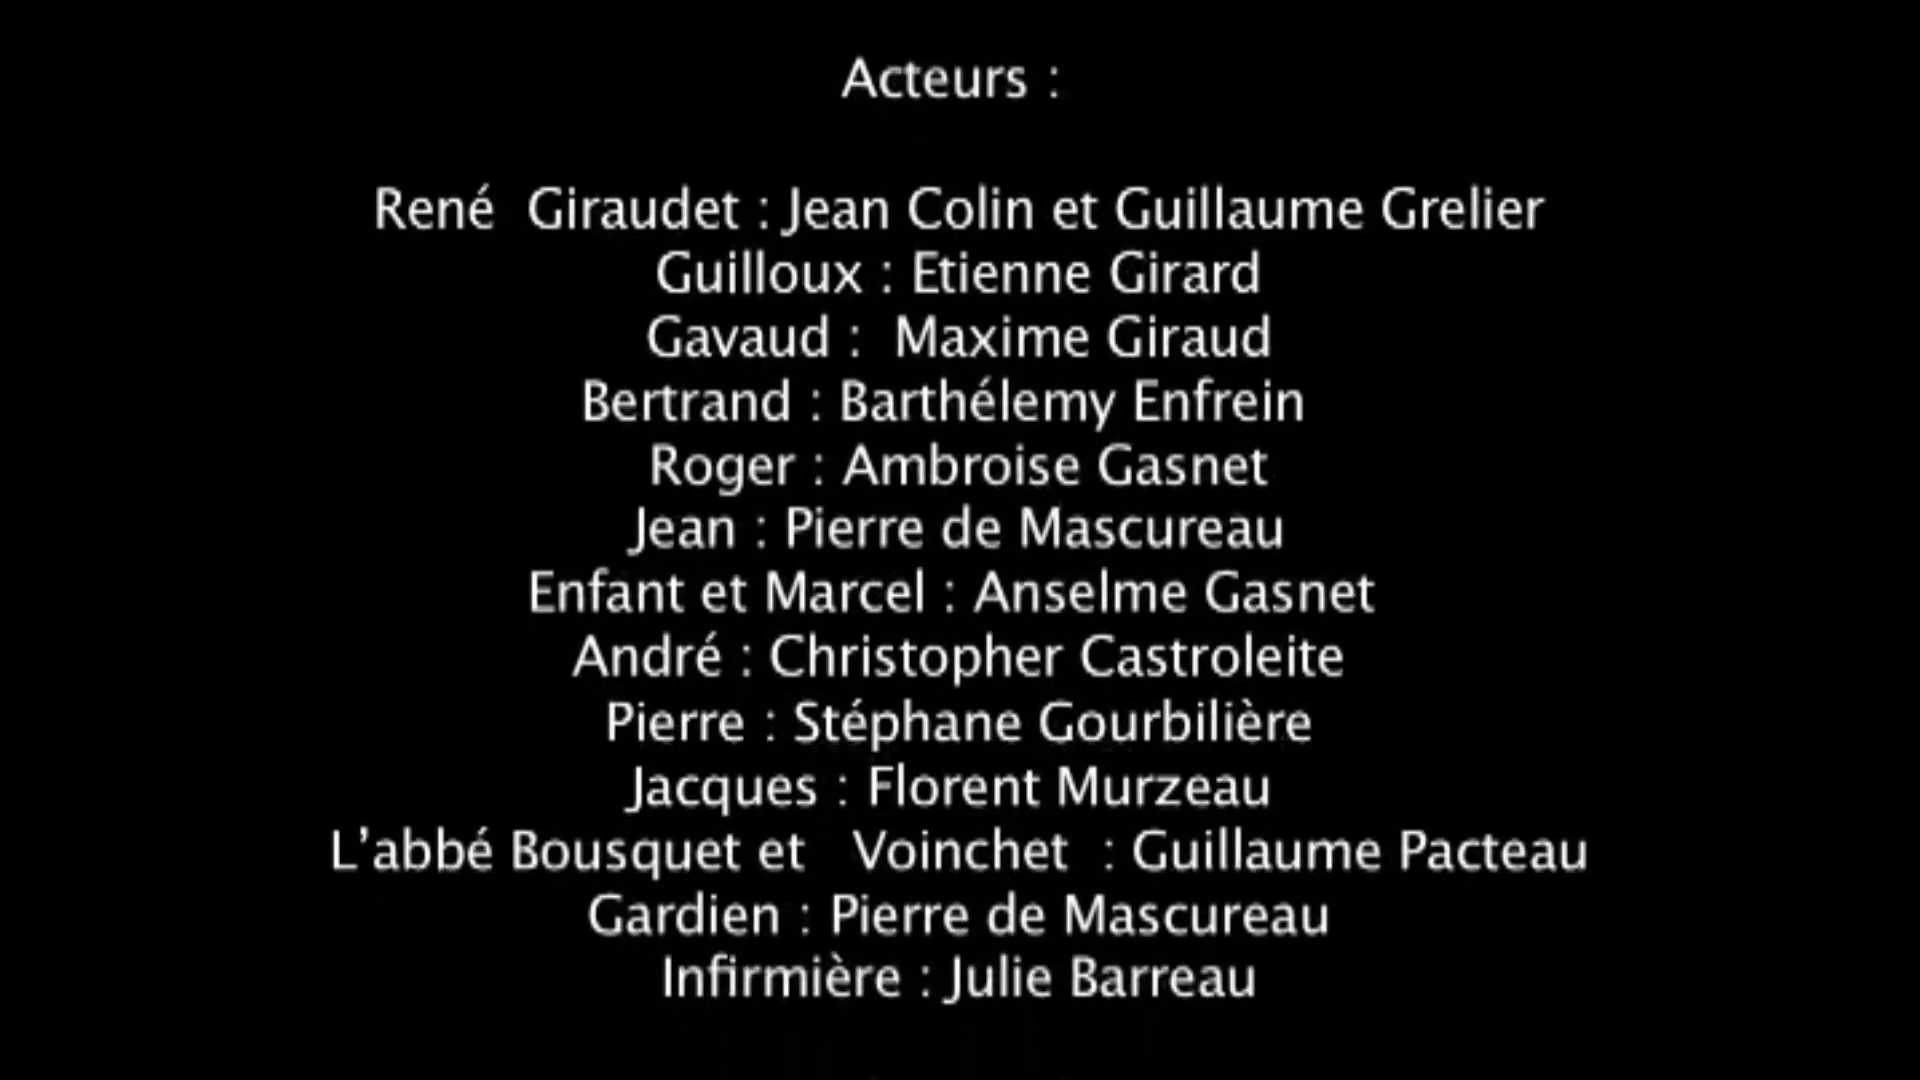 Acteurs :
René Giraudet : Jean Colin et Guillaume Grelier
Guilloux : Etienne Girard
Gavaud : Maxime Giraud
Bertrand : Barthélemy Enfrein
Roger : Ambroise Gasnet
Jean : Pierre de Mascureau
Enfant et Marcel : Anselme Gasnet
André : Christopher Castroleite
Pierre : Stéphane Gourbilière
Jacques : Florent Murzeau
L’abbé Bousquet et Voinchet : Guillaume Pacteau
Gardien : Pierre de Mascureau
Infirmière : Julie Barreau